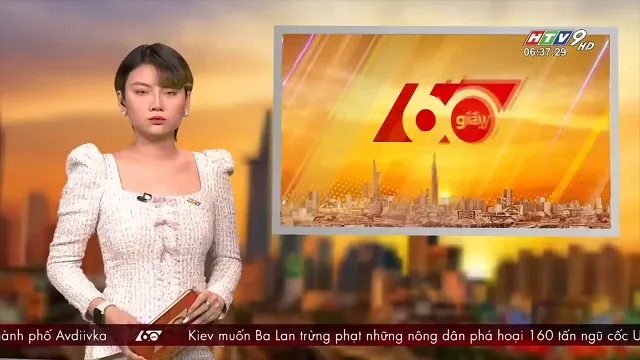 HTV9 HD
06:37:29
60 giây
hành phố Avdiivka 60 Kiev muốn Ba Lan trừng phạt những nông dân phá hoại 160 tấn ngũ cốc U